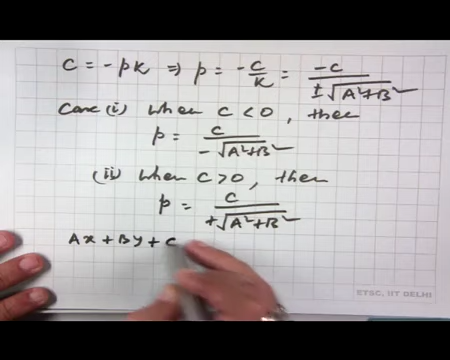 C = - pK ⇒ p = - C/K = -C / ±√A²+B²
Case (i) When C < 0, then
p = C / -√A²+B²
(ii) When C > 0, then
p = C / +√A²+B²
Ax + By + C
ETSC, IIT DELHI